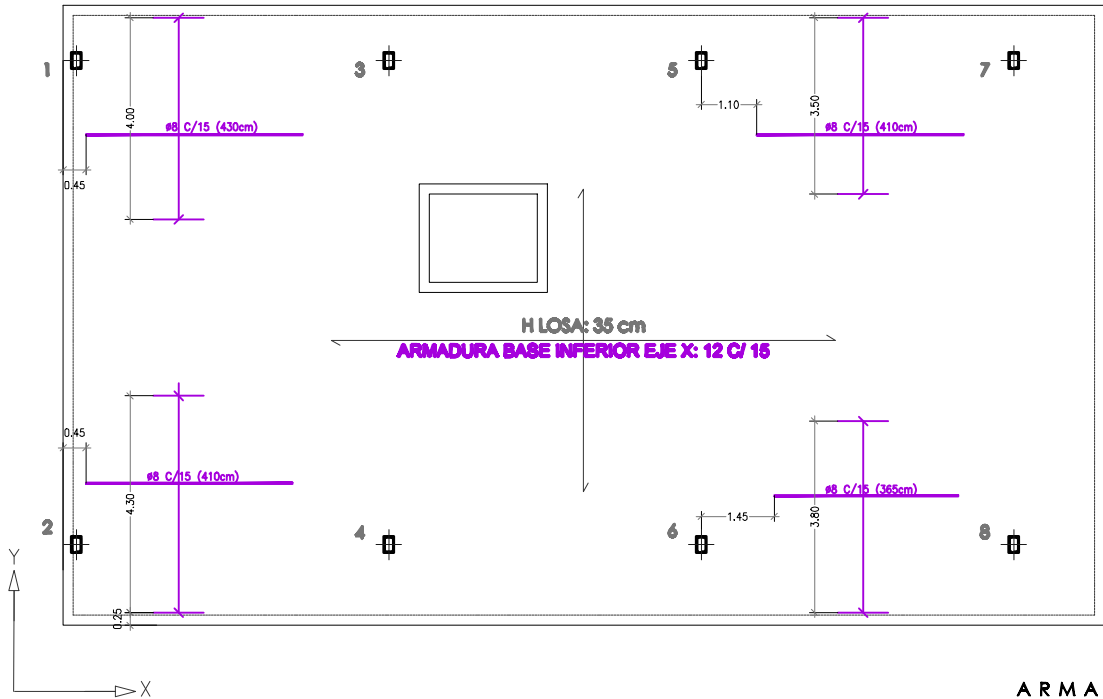 1
3
5
7
4.00
ø8 C/15 (430cm)
0.45
1.10
3.50
ø8 C/15 (410cm)
H LOSA: 35 cm
ARMADURA BASE INFERIOR EJE X: 12 C/ 15
0.45
ø8 C/15 (410cm)
4.30
ø8 C/15 (365cm)
1.45
3.80
2
4
6
8
Y
0.25
X
ARMA